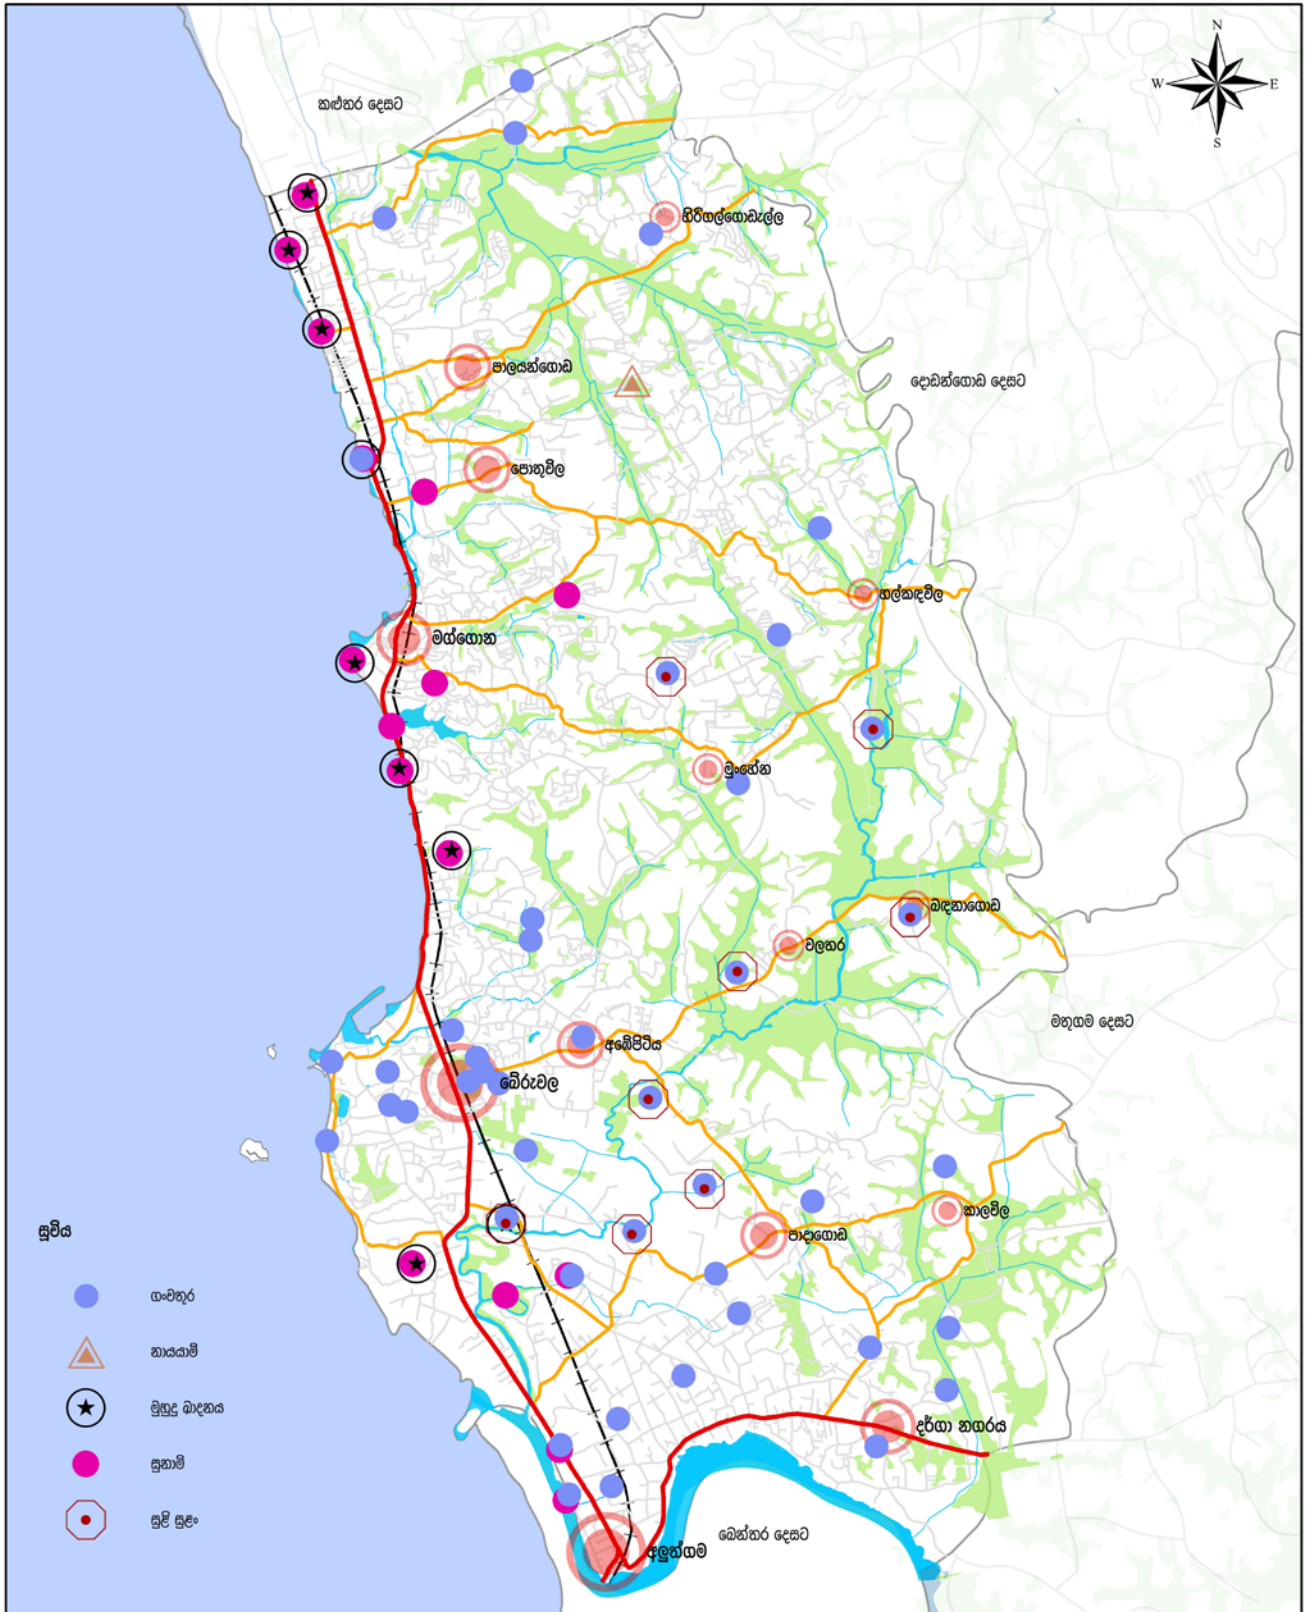 N
W E
S
කළුතර දෙසට
හිරිගල්ගොඩැල්ල
පාලයන්ගොඩ
දොඩන්ගොඩ දෙසට
පොතුවිල
හල්කඳවිල
මග්ගොන
මුංහේන
බඳනාගොඩ
වලතර
මතුගම දෙසට
අඹේපිටිය
බේරුවල
කාලවිල
පාදාගොඩ
සූචිය
ගංවතුර
නායයාම්
මුහුදු ඛාදනය
දර්ගා නගරය
සුනාමි
සුළි සුළං
බෙන්තර දෙසට
අලුත්ගම